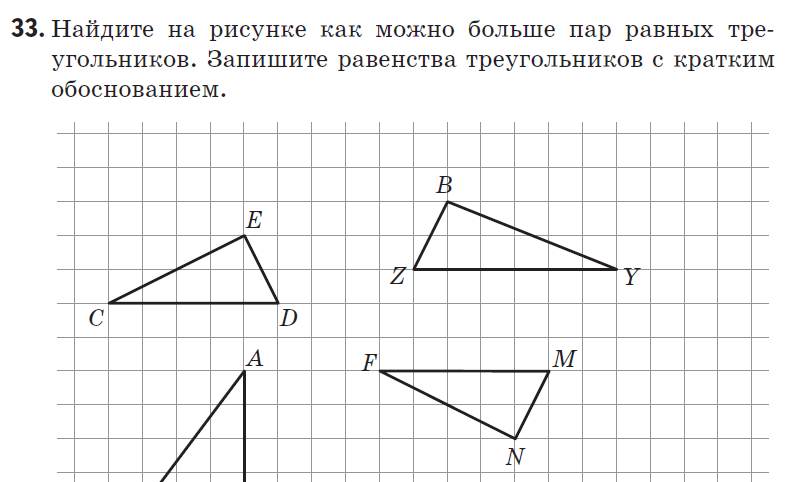 33. Найдите на рисунке как можно больше пар равных тре-
угольников. Запишите равенства треугольников с кратким
обоснованием.
B
E
Z
Y
C
D
A
F
M
N